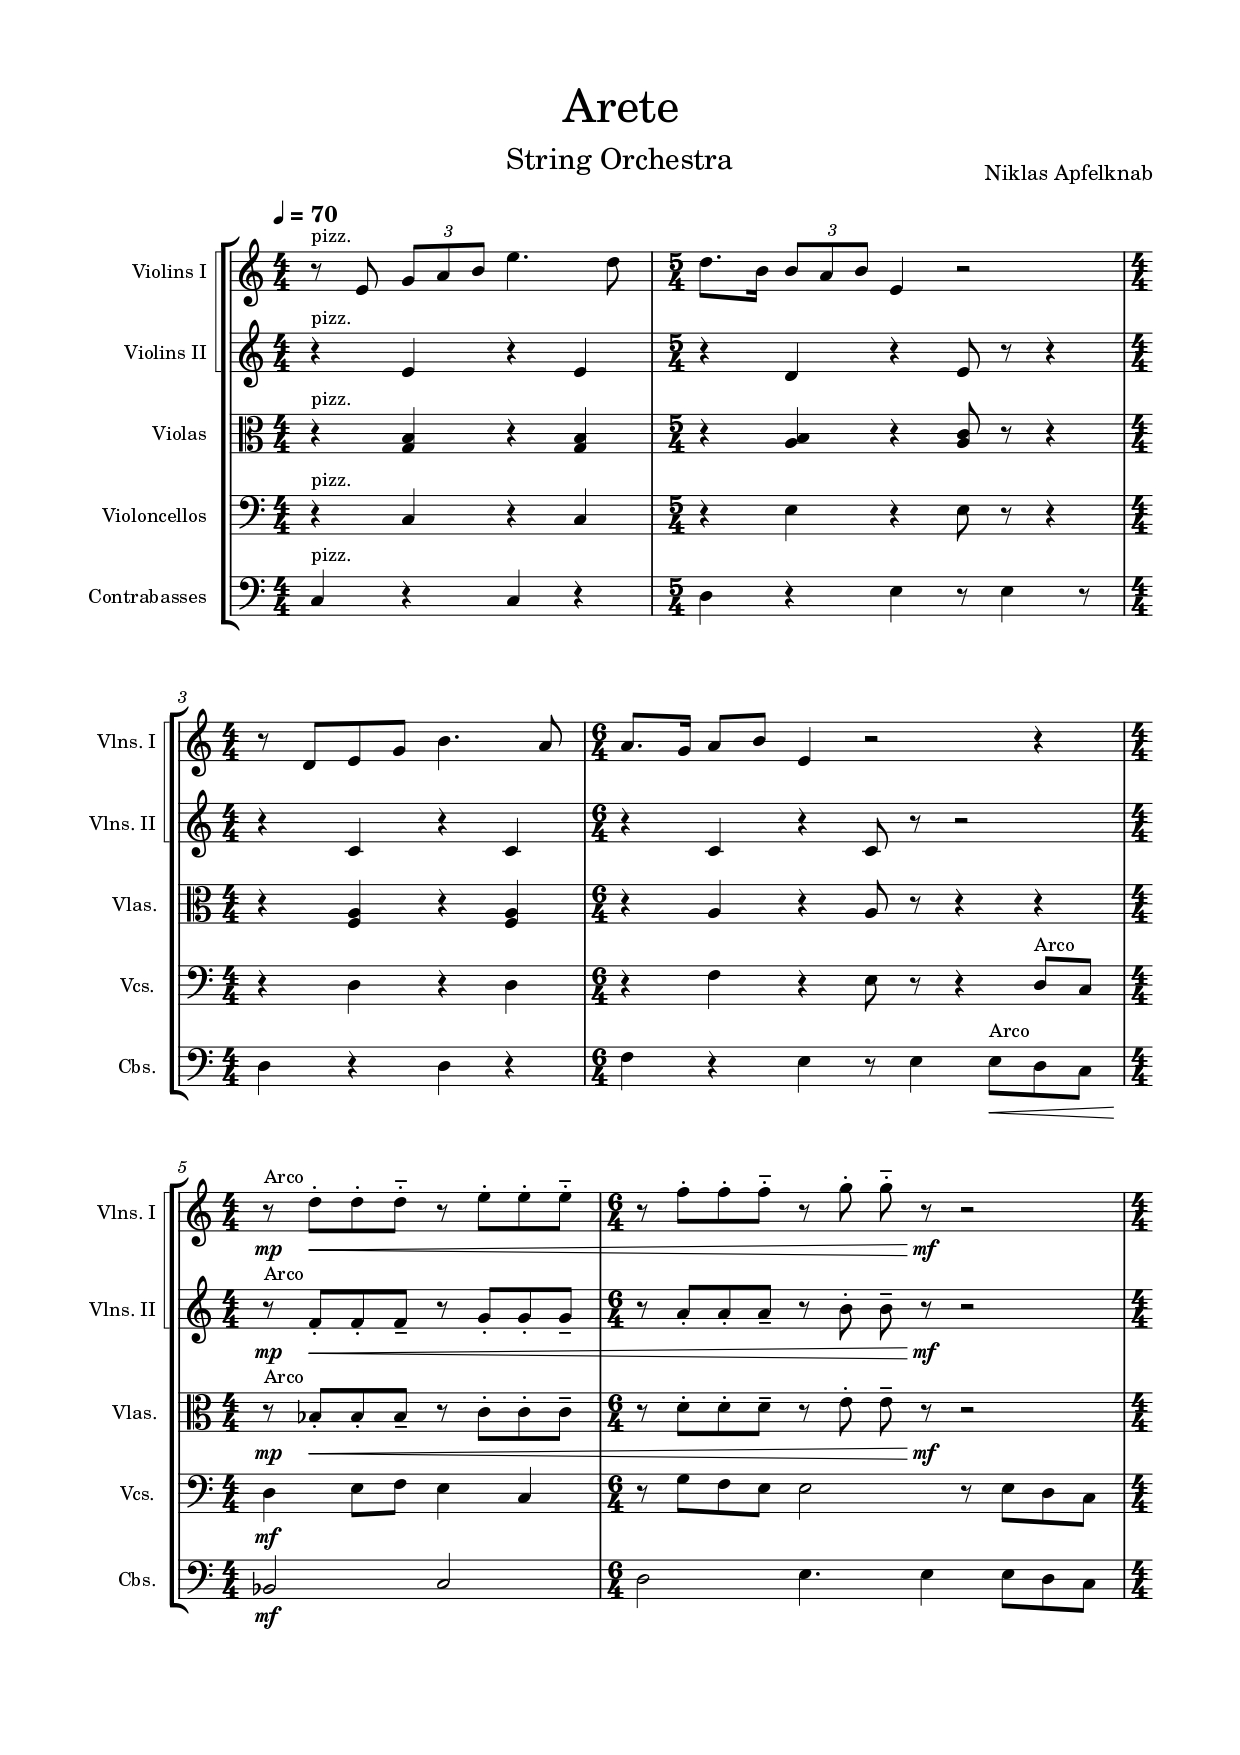 Arete
String Orchestra
Niklas Apfelknab
♩= 70
pizz.
3
3
Violins I
pizz.
Violins II
pizz.
Violas
pizz.
Violoncellos
pizz.
Contrabasses
3
Vlns. I
Vlns. II
Vlas.
Arco
Vcs.
Arco
Cbs.
5
Arco
Vlns. I
mp mf
Arco
Vlns. II
mp mf
Arco
Vlas.
mp mf
Vcs.
mf
Cbs.
mf